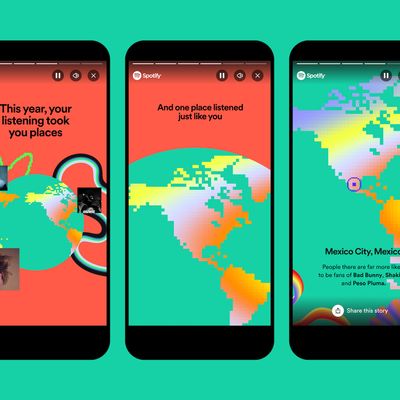 This year, your
listening took
you places
Spotify
And one place listened
just like you
Spotify
Mexico City, Mexico
People there are far more like
to be fans of Bad Bunny, Shaki
and Peso Pluma.
Share this story